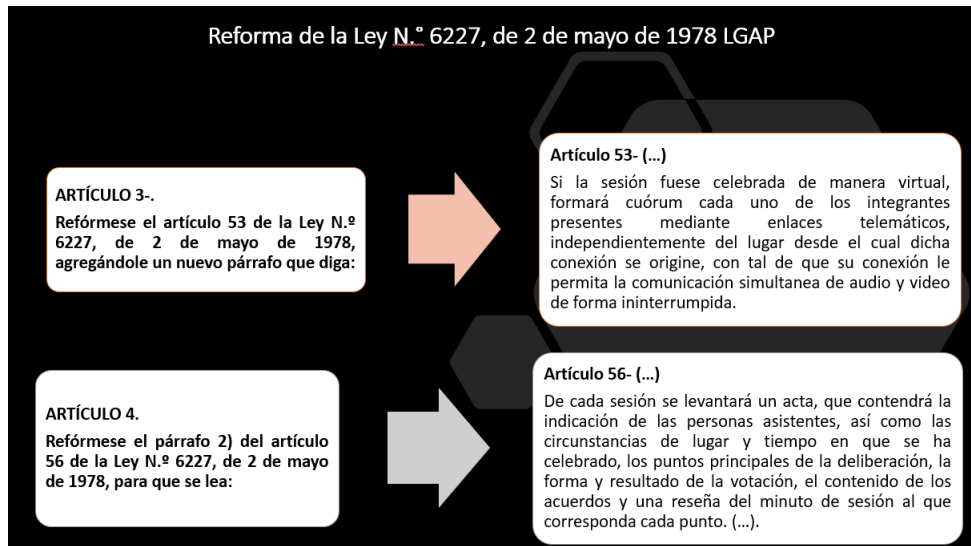 Reforma de la Ley N.° 6227, de 2 de mayo de 1978 LGAP
ARTÍCULO 3-.
Refórmese el artículo 53 de la Ley N.º
6227, de 2 de mayo de 1978,
agregándole un nuevo párrafo que diga:
Artículo 53- (…)
Si la sesión fuese celebrada de manera virtual,
formará cuórum cada uno de los integrantes
presentes mediante enlaces telemáticos,
independientemente del lugar desde el cual dicha
conexión se origine, con tal de que su conexión le
permita la comunicación simultanea de audio y video
de forma ininterrumpida.
ARTÍCULO 4.
Refórmese el párrafo 2) del artículo
56 de la Ley N.º 6227, de 2 de mayo
de 1978, para que se lea:
Artículo 56- (…)
De cada sesión se levantará un acta, que contendrá la
indicación de las personas asistentes, así como las
circunstancias de lugar y tiempo en que se ha
celebrado, los puntos principales de la deliberación, la
forma y resultado de la votación, el contenido de los
acuerdos y una reseña del minuto de sesión al que
corresponda cada punto. (…).